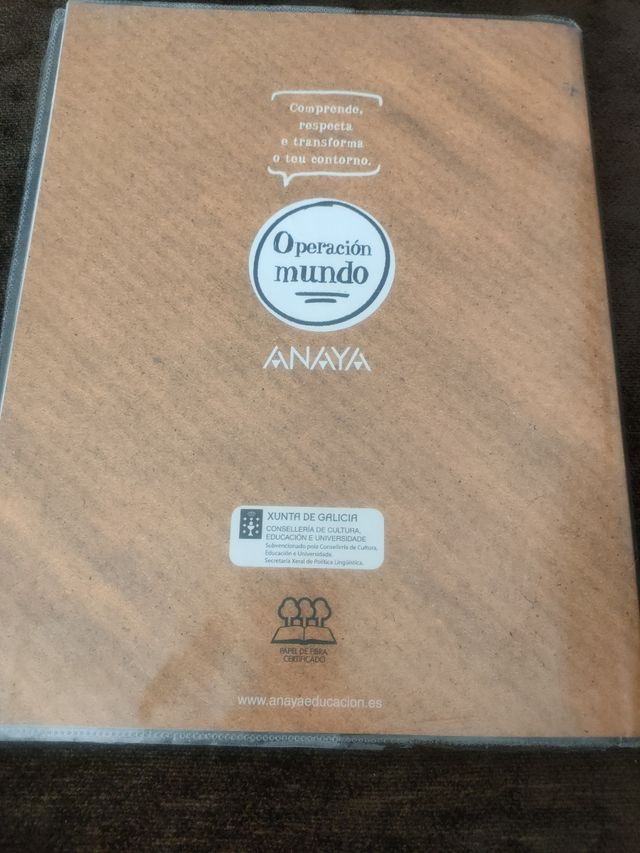 Comprende,
respecta
e transforma
o teu contorno.
Operación
mundo
ANAYA
XUNTA DE GALICIA
CONSELLERÍA DE CULTURA,
EDUCACIÓN E UNIVERSIDADE
Subvencionado pola Consellería de Cultura,
Educación e Universidade.
Secretaría Xeral de Política Lingüística.
PAPEL DE FIBRA
CERTIFICADO
www.anayaeducacion.es